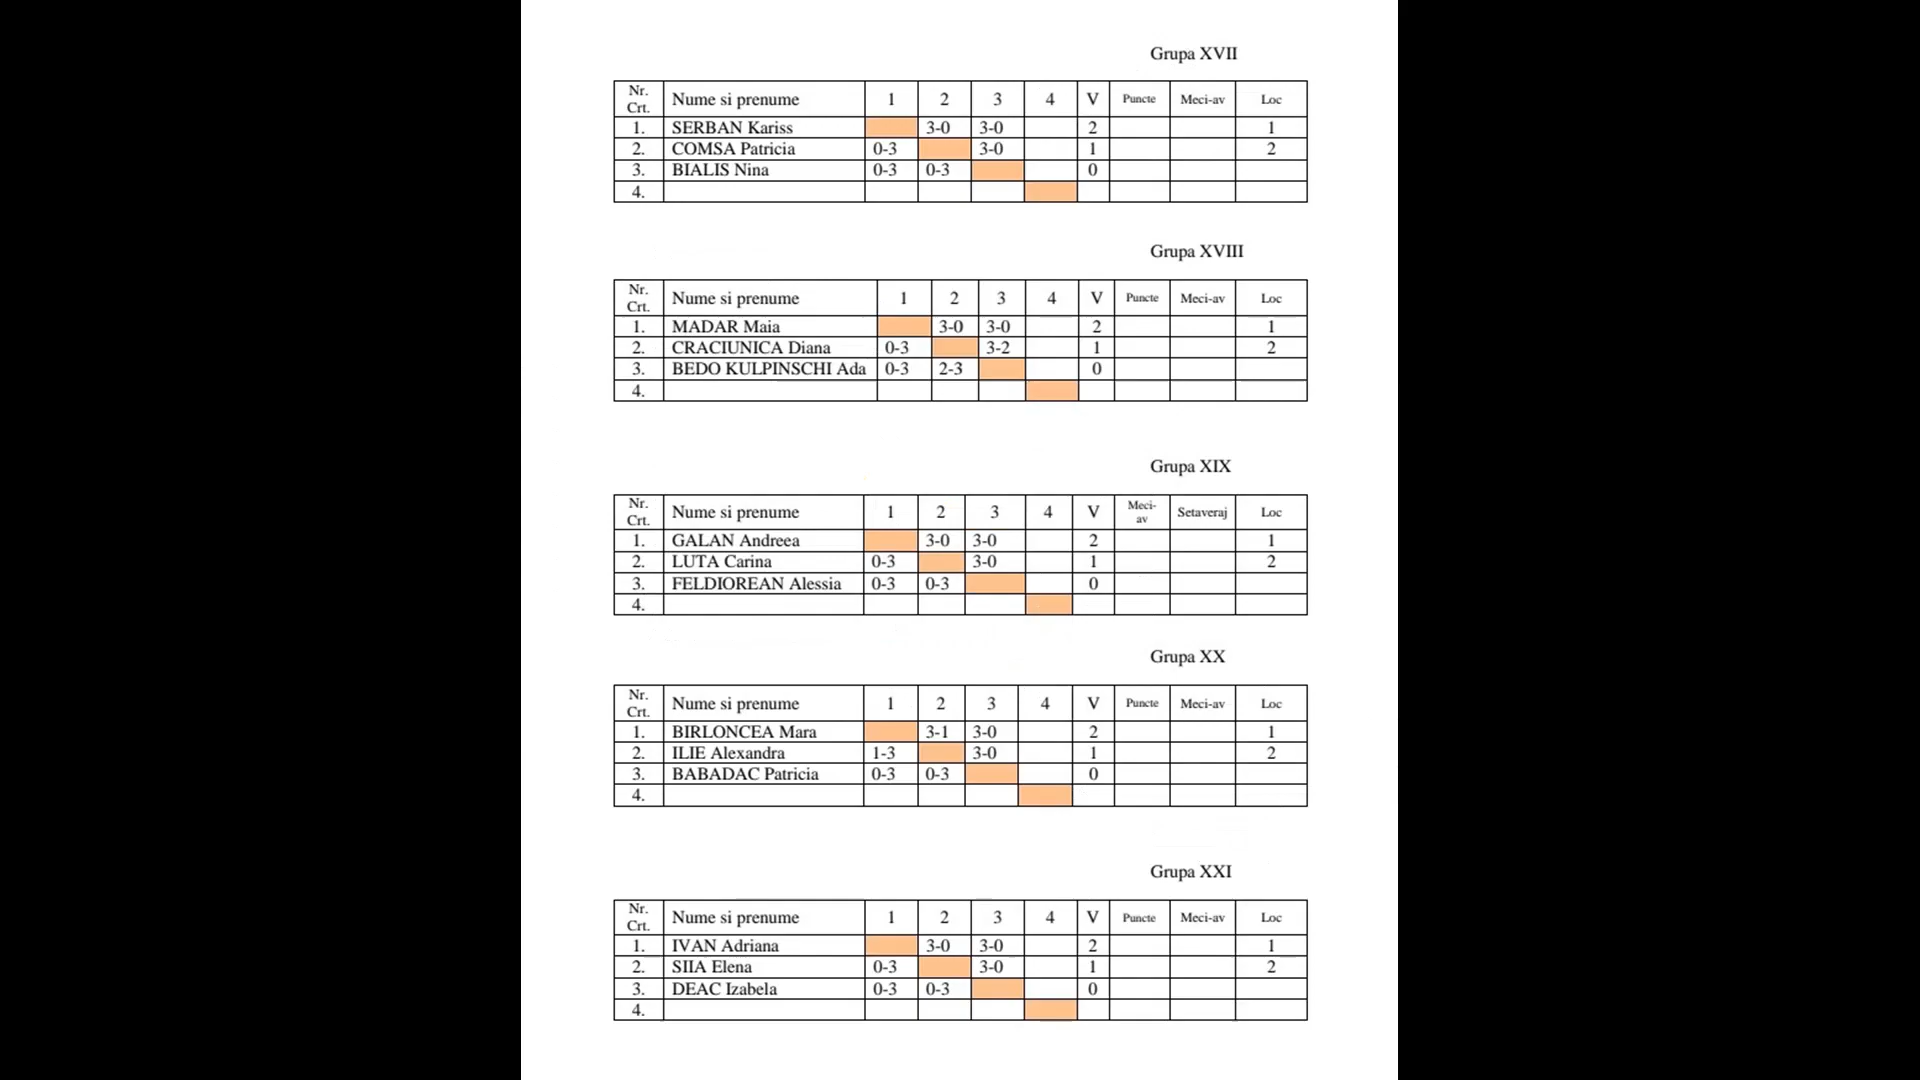 Grupa XVII
Nr. Crt. Nume si prenume 1 2 3 4 V Puncte Meci-av Loc
1. SERBAN Kariss 3-0 3-0 2 1
2. COMSA Patricia 0-3 3-0 1 2
3. BIALIS Nina 0-3 0-3 0
4.
Grupa XVIII
Nr. Crt. Nume si prenume 1 2 3 4 V Puncte Meci-av Loc
1. MADAR Maia 3-0 3-0 2 1
2. CRACIUNICA Diana 0-3 3-2 1 2
3. BEDO KULPINSCHI Ada 0-3 2-3 0
4.
Grupa XIX
Nr. Crt. Nume si prenume 1 2 3 4 V Meci-av Setaveraj Loc
1. GALAN Andreea 3-0 3-0 2 1
2. LUTA Carina 0-3 3-0 1 2
3. FELDIOREAN Alessia 0-3 0-3 0
4.
Grupa XX
Nr. Crt. Nume si prenume 1 2 3 4 V Puncte Meci-av Loc
1. BIRLONCEA Mara 3-1 3-0 2 1
2. ILIE Alexandra 1-3 3-0 1 2
3. BABADAC Patricia 0-3 0-3 0
4.
Grupa XXI
Nr. Crt. Nume si prenume 1 2 3 4 V Puncte Meci-av Loc
1. IVAN Adriana 3-0 3-0 2 1
2. SIIA Elena 0-3 3-0 1 2
3. DEAC Izabela 0-3 0-3 0
4.